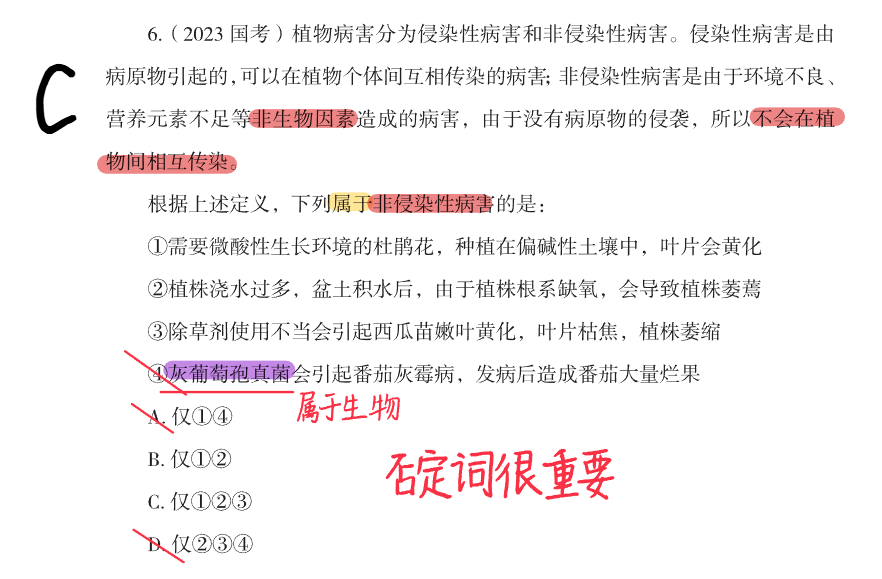 6.（2023 国考）植物病害分为侵染性病害和非侵染性病害。侵染性病害是由
C
病原物引起的，可以在植物个体间互相传染的病害；非侵染性病害是由于环境不良、
营养元素不足等非生物因素造成的病害，由于没有病原物的侵袭，所以不会在植
物间相互传染。
根据上述定义，下列属于非侵染性病害的是：
①需要微酸性生长环境的杜鹃花，种植在偏碱性土壤中，叶片会黄化
②植株浇水过多，盆土积水后，由于植株根系缺氧，会导致植株萎蔫
③除草剂使用不当会引起西瓜苗嫩叶黄化，叶片枯焦，植株萎缩
④灰葡萄孢真菌会引起番茄灰霉病，发病后造成番茄大量烂果
属于生物
A. 仅①④
B. 仅①②
否定词很重要
C. 仅①②③
D. 仅②③④